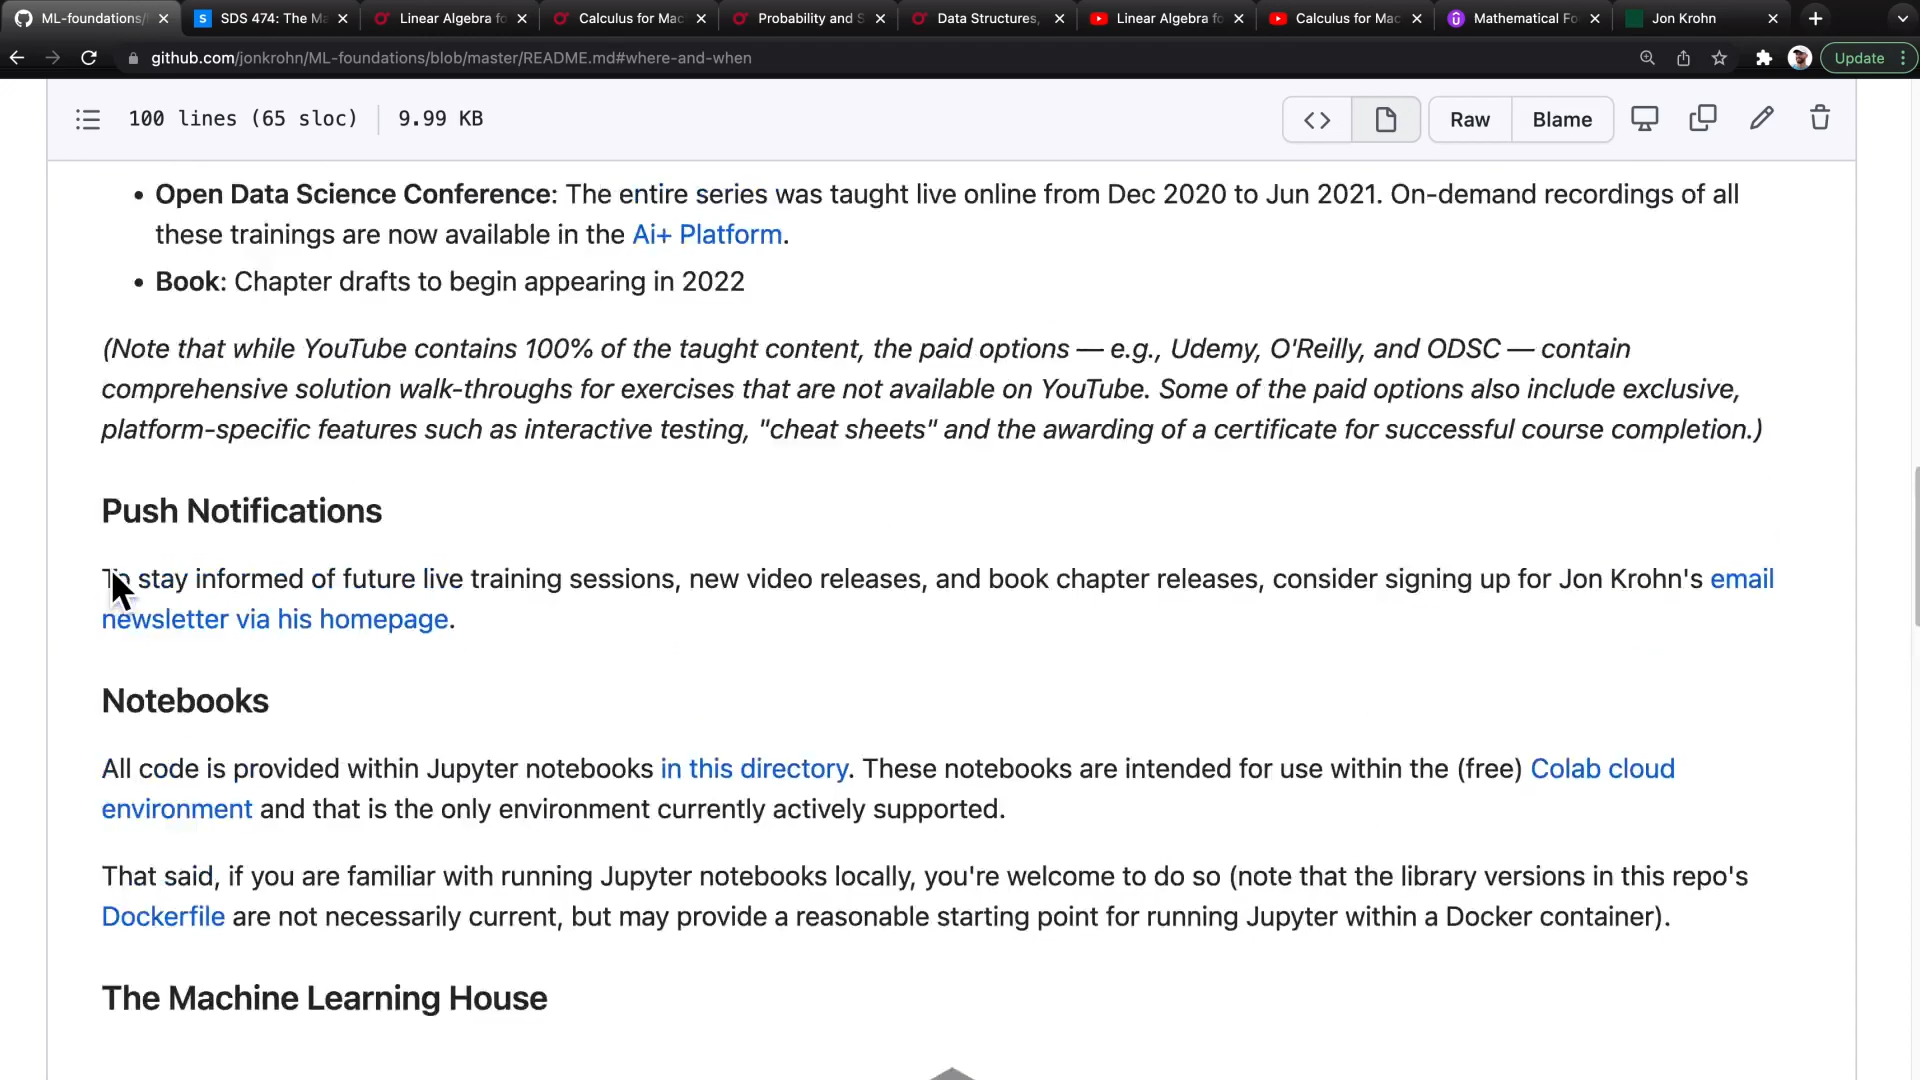 ML-foundations/
SDS 474: The Ma
Linear Algebra fo
Calculus for Mac
Probability and S
Data Structures,
Linear Algebra fo
Calculus for Mac
Mathematical Fo
Jon Krohn
github.com/jonkrohn/ML-foundations/blob/master/README.md#where-and-when
Update
100 lines (65 sloc) 9.99 KB
Raw
Blame
• Open Data Science Conference: The entire series was taught live online from Dec 2020 to Jun 2021. On-demand recordings of all
these trainings are now available in the Ai+ Platform.
• Book: Chapter drafts to begin appearing in 2022
(Note that while YouTube contains 100% of the taught content, the paid options — e.g., Udemy, O'Reilly, and ODSC — contain
comprehensive solution walk-throughs for exercises that are not available on YouTube. Some of the paid options also include exclusive,
platform-specific features such as interactive testing, "cheat sheets" and the awarding of a certificate for successful course completion.)
Push Notifications
To stay informed of future live training sessions, new video releases, and book chapter releases, consider signing up for Jon Krohn's email
newsletter via his homepage.
Notebooks
All code is provided within Jupyter notebooks in this directory. These notebooks are intended for use within the (free) Colab cloud
environment and that is the only environment currently actively supported.
That said, if you are familiar with running Jupyter notebooks locally, you're welcome to do so (note that the library versions in this repo's
Dockerfile are not necessarily current, but may provide a reasonable starting point for running Jupyter within a Docker container).
The Machine Learning House